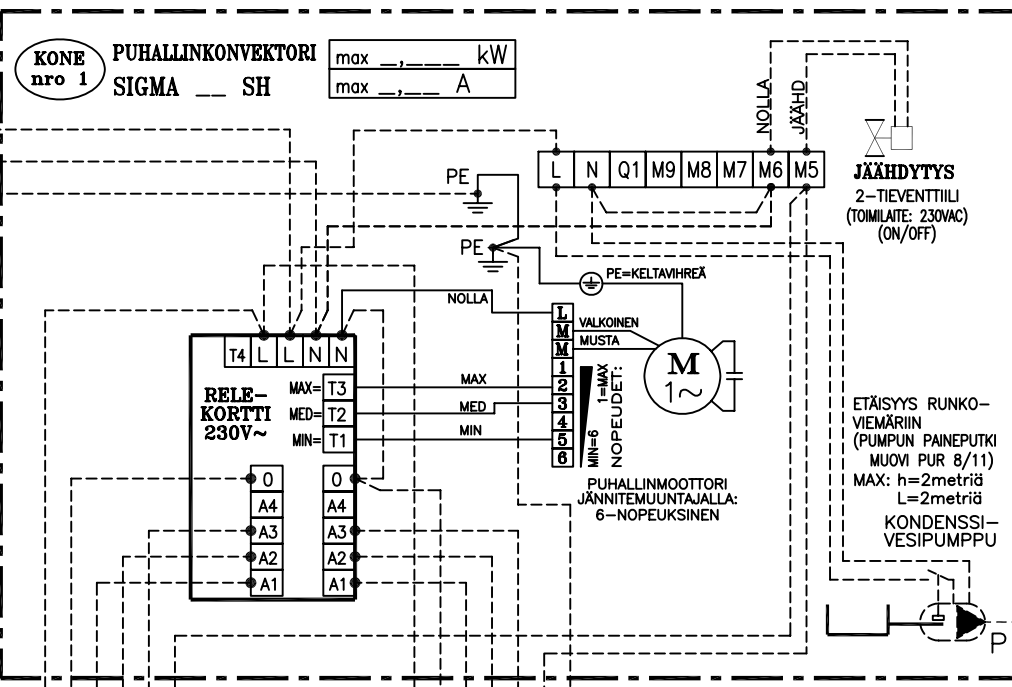 KONE
nro 1
PUHALLINKONVEKTORI
SIGMA __ SH
max _,___ kW
max _,__ A
NOLLA
JÄÄHD
L N Q1 M9 M8 M7 M6 M5
JÄÄHDYTYS
2-TIEVENTTIILI
(TOIMILAITE: 230VAC)
(ON/OFF)
PE
PE
PE=KELTAVIHREÄ
NOLLA
VALKOINEN
MUSTA
L
M
M
1
2
3
4
5
6
M
1~
1=MAX
MIN=6
NOPEUDET:
T4 L L N N
RELE-
KORTTI
230V~
MAX= T3
MED= T2
MIN= T1
MAX
MED
MIN
0 0
A4 A4
A3 A3
A2 A2
A1 A1
PUHALLINMOOTTORI
JÄNNITEMUUNTAJALLA:
6-NOPEUKSINEN
ETÄISYYS RUNKO-
VIEMÄRIIN
(PUMPUN PAINEPUTKI
MUOVI PUR 8/11)
MAX: h=2metriä
L=2metriä
KONDENSSI-
VESIPUMPPU
P